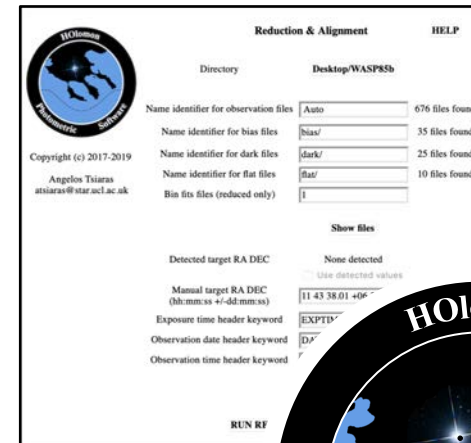 Reduction & Alignment HELP
HOlomon
Photometric Software
Directory Desktop/WASP85b
Name identifier for observation files Auto 676 files found
Name identifier for bias files bias/ 35 files found
Name identifier for dark files dark/ 25 files found
Name identifier for flat files flat/ 10 files found
Bin fits files (reduced only) 1
Copyright (c) 2017-2019
Angelos Tsiaras
atsiaras@star.ucl.ac.uk
Show files
Detected target RA DEC None detected
Use detected values
Manual target RA DEC
(hh:mm:ss +/-dd:mm:ss) 11 43 38.01 +06
Exposure time header keyword
Observation date header keyword
Observation time header keyword
RUN RE